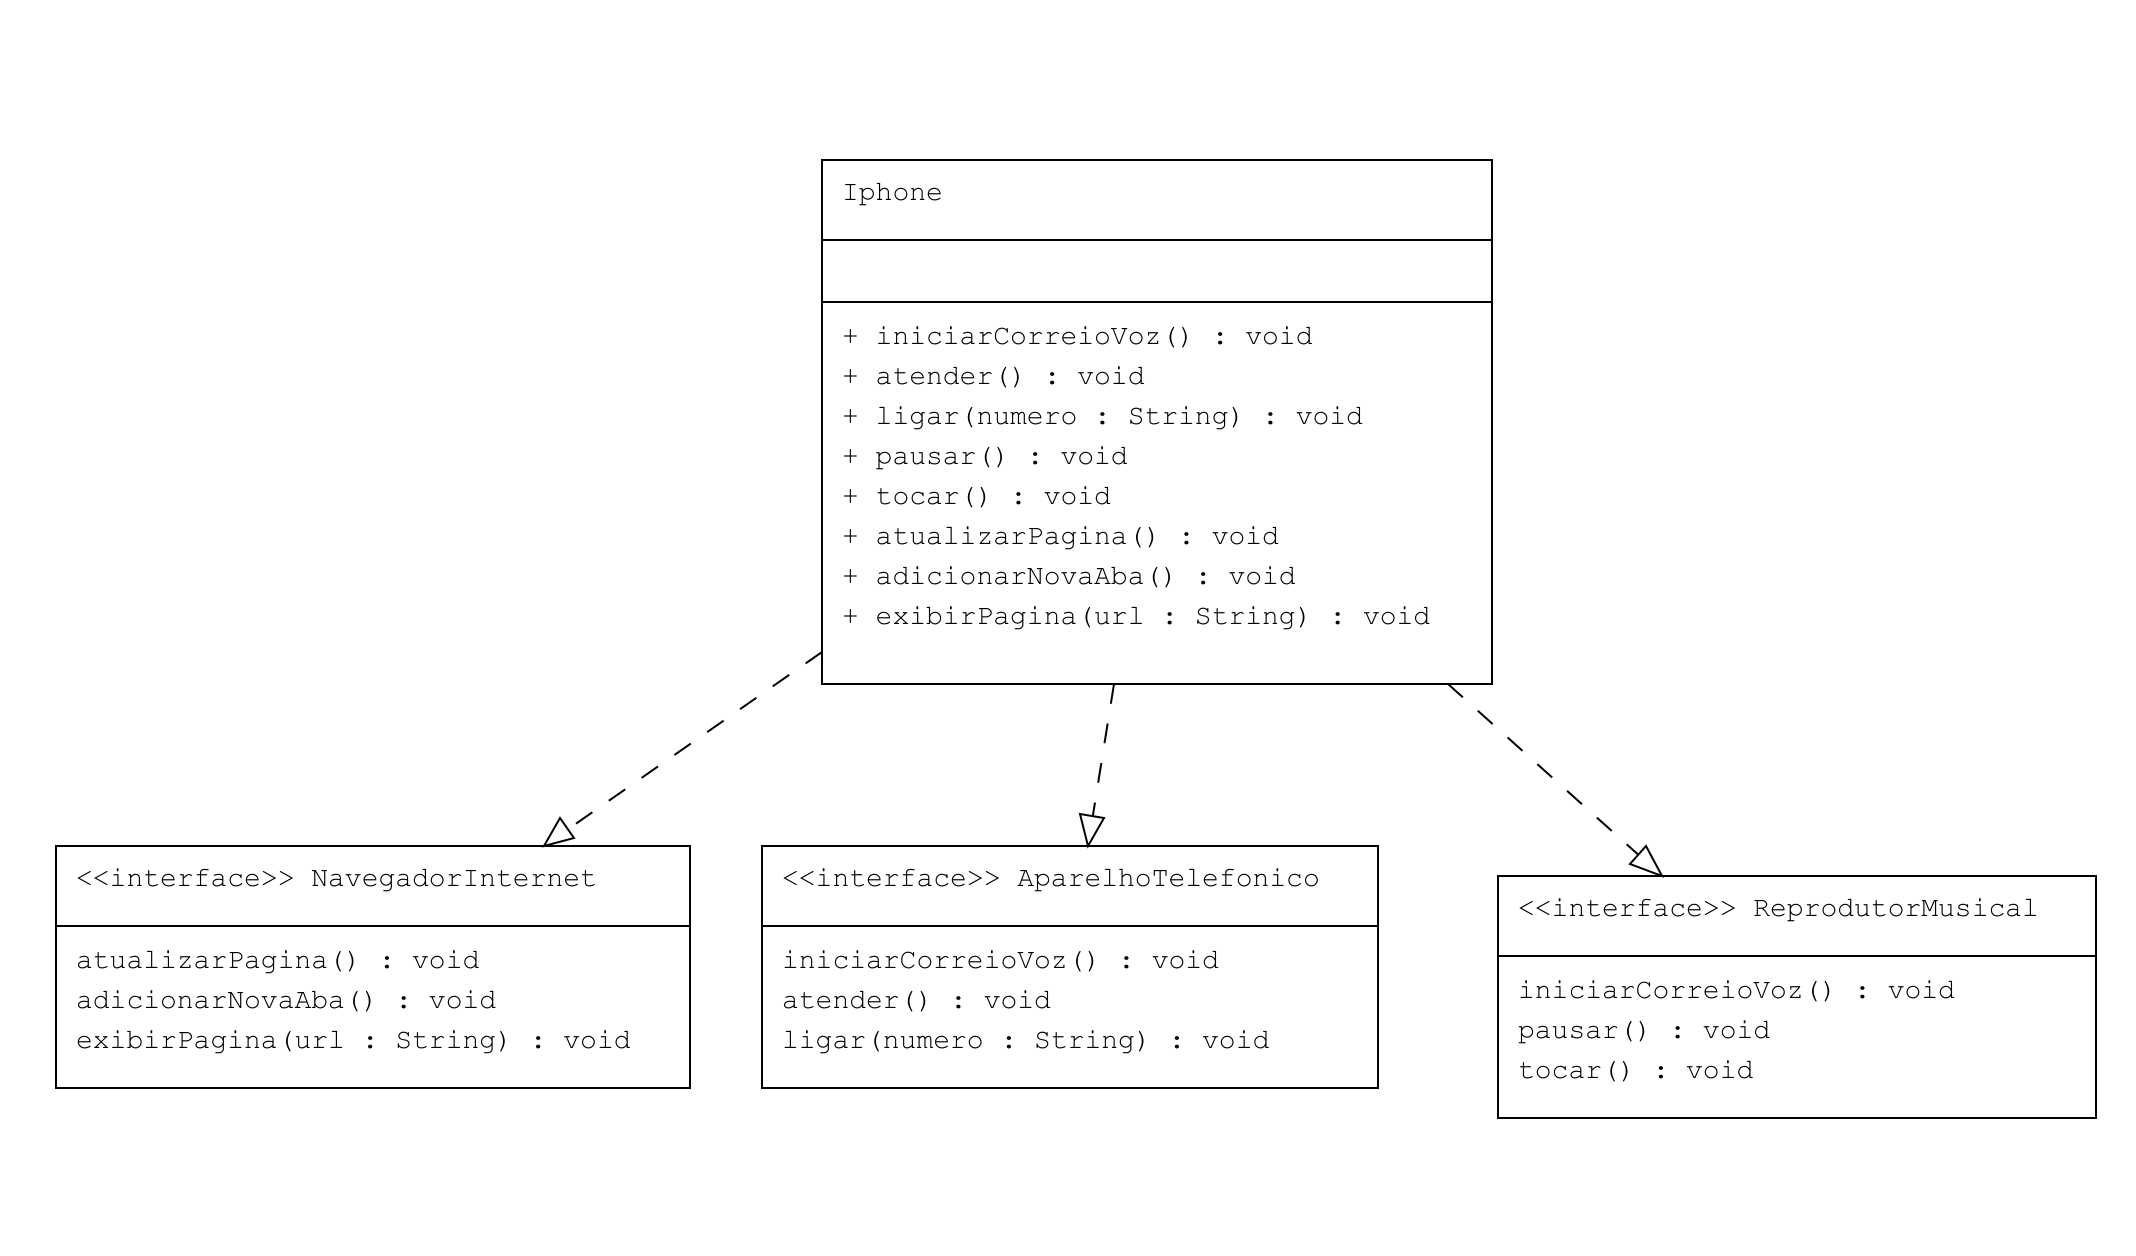 Iphone
+ iniciarCorreioVoz() : void
+ atender() : void
+ ligar(numero : String) : void
+ pausar() : void
+ tocar() : void
+ atualizarPagina() : void
+ adicionarNovaAba() : void
+ exibirPagina(url : String) : void
<<interface>> NavegadorInternet
atualizarPagina() : void
adicionarNovaAba() : void
exibirPagina(url : String) : void
<<interface>> AparelhoTelefonico
iniciarCorreioVoz() : void
atender() : void
ligar(numero : String) : void
<<interface>> ReprodutorMusical
iniciarCorreioVoz() : void
pausar() : void
tocar() : void